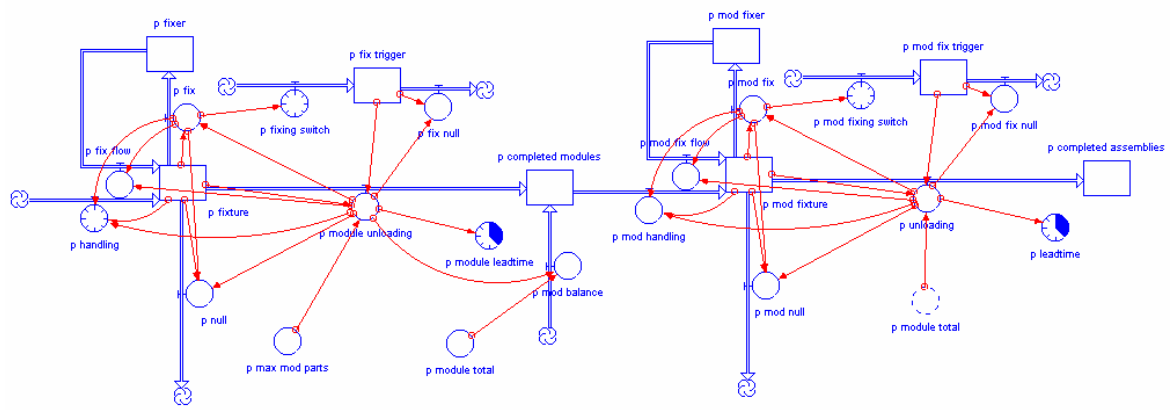 p fixer
p mod fixer
p fix trigger
p mod fix trigger
p fix
p mod fix
p fixing switch
p fix null
p mod fixing switch
p mod fix null
p fix flow
p completed modules
p mod fix flow
p completed assemblies
p fixture
p mod fixture
p handling
p module unloading
p mod handling
p unloading
p module leadtime
p leadtime
p mod balance
p null
p mod null
p module total
p max mod parts
p module total